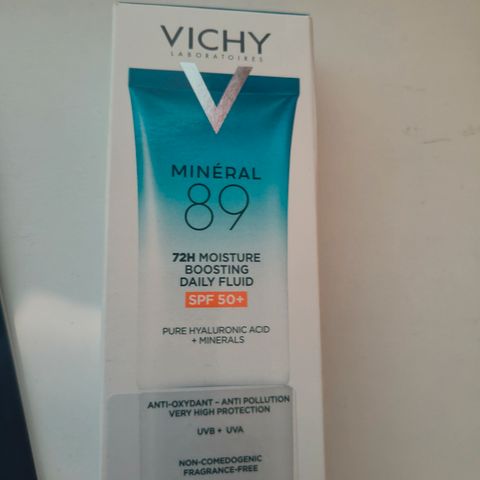 VICHY
LABORATOIRES
MINÉRAL
89
72H MOISTURE
BOOSTING
DAILY FLUID
SPF 50+
PURE HYALURONIC ACID
+ MINERALS
ANTI-OXYDANT - ANTI POLLUTION
VERY HIGH PROTECTION
UVB + UVA
NON-COMEDOGENIC
FRAGRANCE-FREE